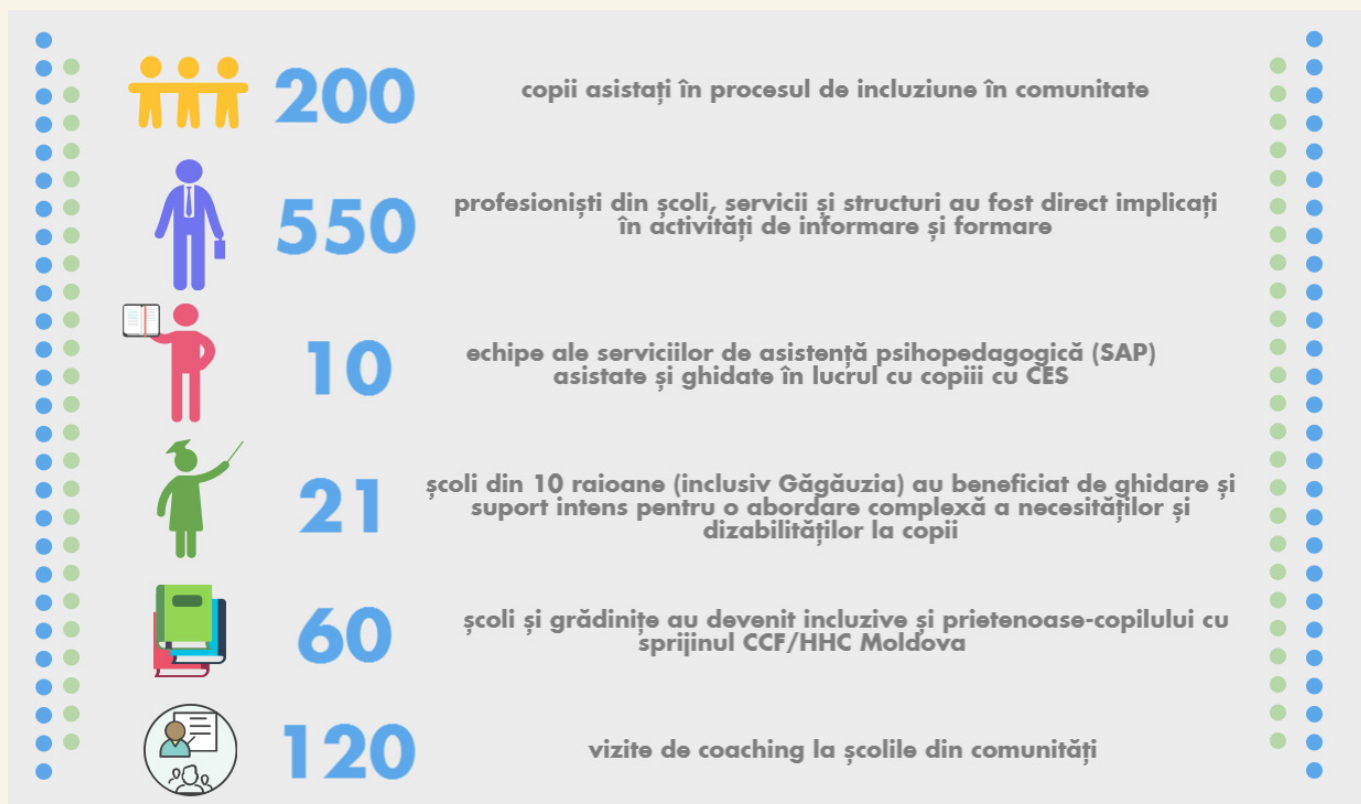 200
copii asistați în procesul de incluziune în comunitate
550
profesioniști din școli, servicii și structuri au fost direct implicați
în activități de informare și formare
10
echipe ale serviciilor de asistență psihopedagogică (SAP)
asistate și ghidate în lucrul cu copiii cu CES
21
școli din 10 raioane (inclusiv Găgăuzia) au beneficiat de ghidare și
suport intens pentru o abordare complexă a necesităților și
dizabilităților la copii
60
școli și grădinițe au devenit incluzive și prietenoase-copilului cu
sprijinul CCF/HHC Moldova
120
vizite de coaching la școlile din comunități